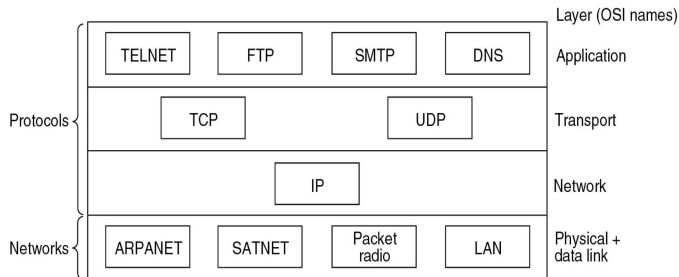 Layer (OSI names)
TELNET FTP SMTP DNS Application
Protocols
TCP UDP Transport
IP Network
Networks
ARPANET SATNET Packet radio LAN Physical + data link